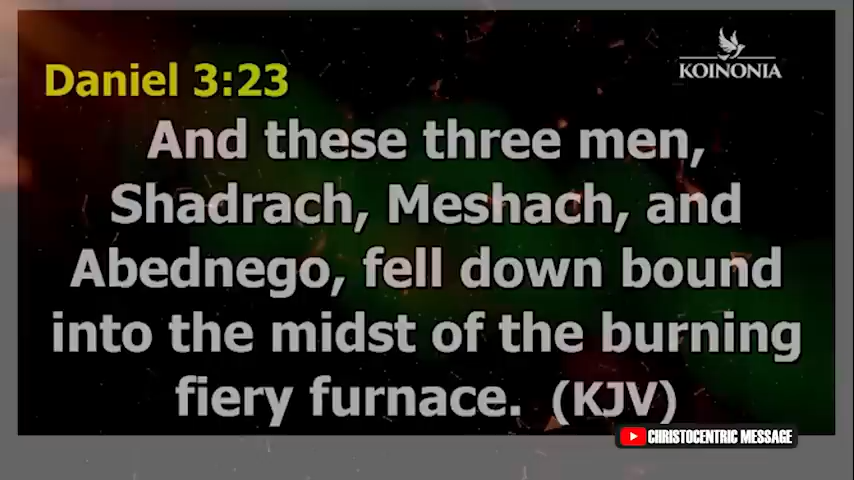 KOINONIA
Daniel 3:23
And these three men,
Shadrach, Meshach, and
Abednego, fell down bound
into the midst of the burning
fiery furnace. (KJV)
CHRISTOCENTRIC MESSAGE